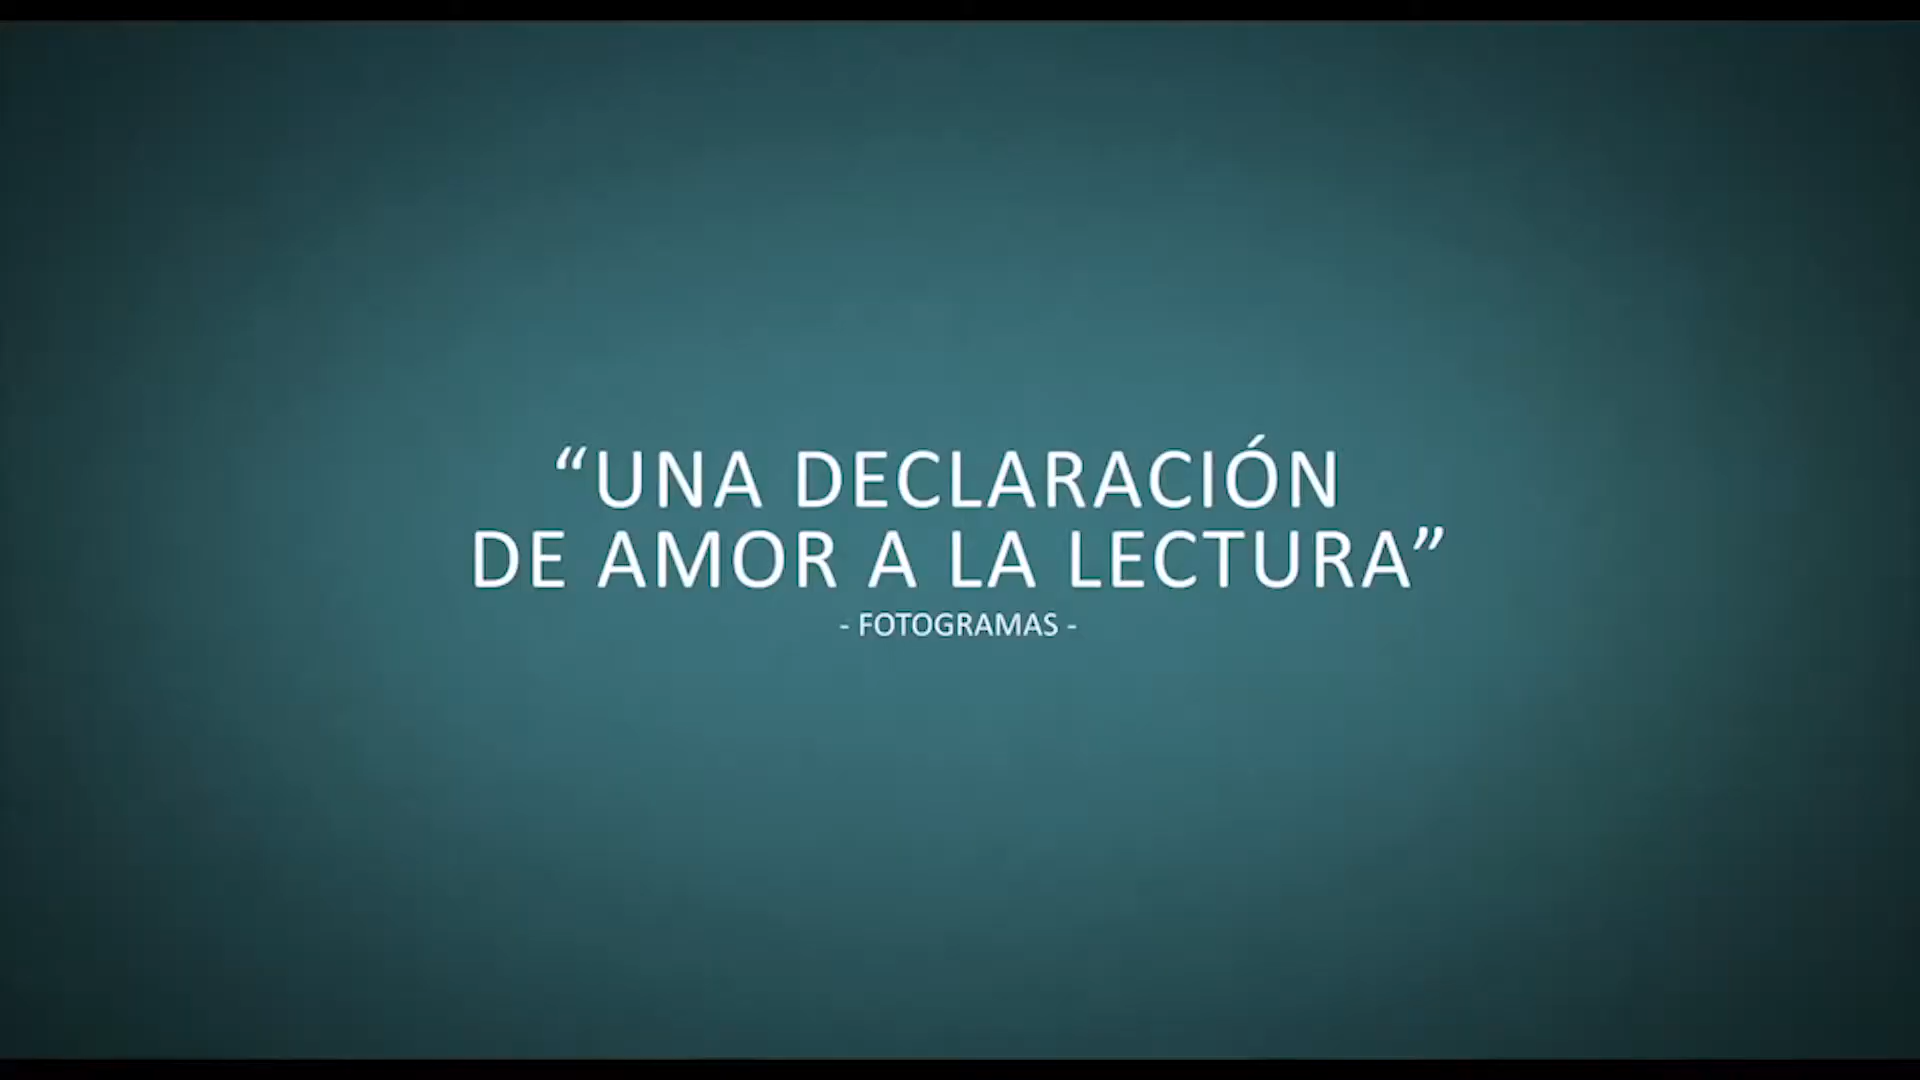 “UNA DECLARACIÓN
DE AMOR A LA LECTURA”
- FOTOGRAMAS -